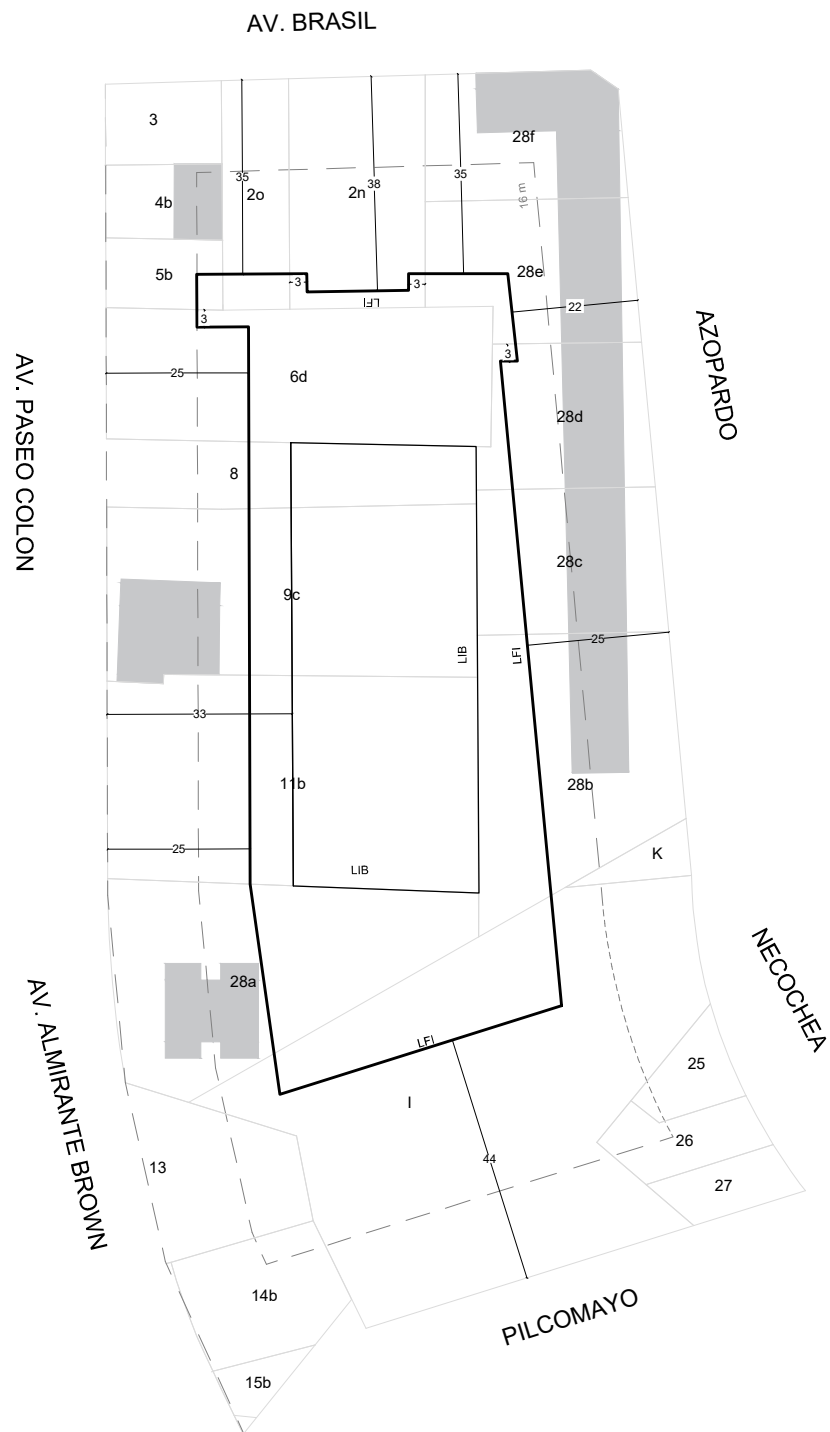 AV. BRASIL
3
28f
35
38
35
4b
2o
2n
16 m
5b
28e
3
3
LFI
22
3
3
AZOPARDO
AV. PASEO COLON
25
6d
28d
8
28c
9c
LIB
LFI
25
33
11b
28b
25
LIB
K
28a
NECOCHEA
AV. ALMIRANTE BROWN
LFI
25
I
26
44
13
27
14b
PILCOMAYO
15b